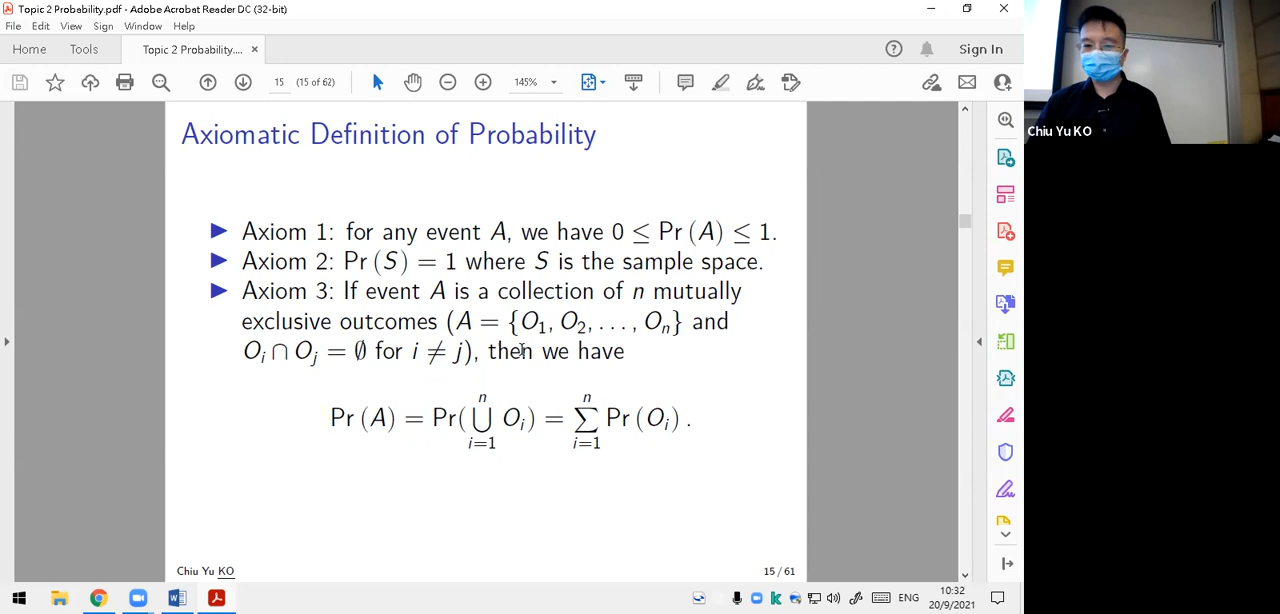 Topic 2 Probability.pdf - Adobe Acrobat Reader DC (32-bit)
File Edit View Sign Window Help
Home Tools Topic 2 Probability.... × Sign In
15 (15 of 62) 145%
Axiomatic Definition of Probability
▶ Axiom 1: for any event A, we have 0 ≤ Pr (A) ≤ 1.
▶ Axiom 2: Pr (S) = 1 where S is the sample space.
▶ Axiom 3: If event A is a collection of n mutually
exclusive outcomes (A = {O₁, O₂, . . . , Oₙ} and
Oᵢ ∩ Oⱼ = ∅ for i ≠ j), then we have
Pr (A) = Pr(⋃ⁿᵢ₌₁ Oᵢ) = ∑ⁿᵢ₌₁ Pr (Oᵢ) .
Chiu Yu KO 15 / 61
ENG 10:32
20/9/2021
Chiu Yu KO